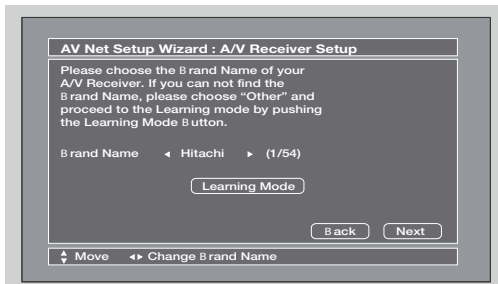 AV Net Setup Wizard : A/V Receiver Setup
Please choose the Brand Name of your
A/V Receiver. If you can not find the
Brand Name, please choose “Other” and
proceed to the Learning mode by pushing
the Learning Mode Button.
Brand Name ◀ Hitachi ▶ (1/54)
Learning Mode
Back Next
▲▼ Move ◀▶ Change Brand Name